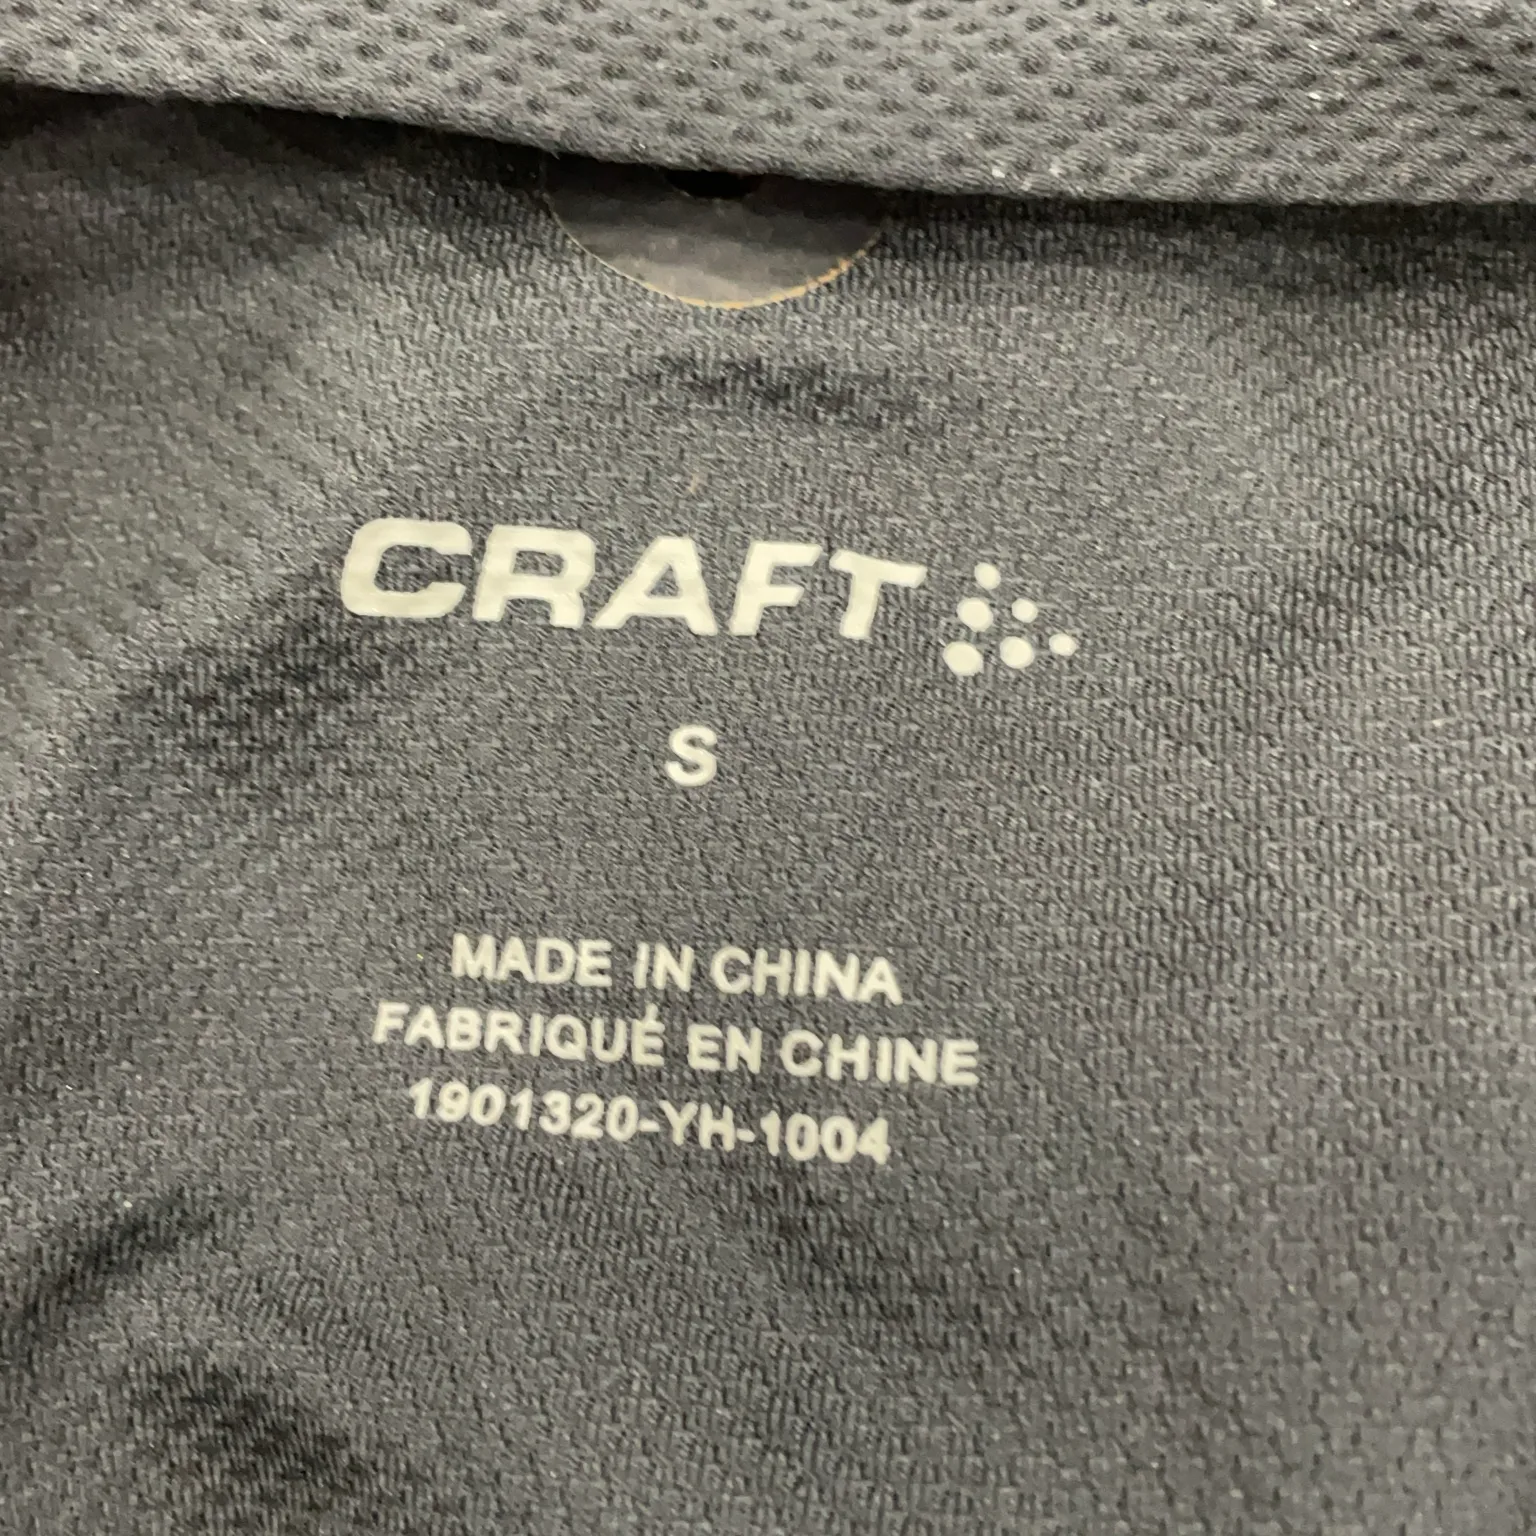 CRAFT
S
MADE IN CHINA
FABRIQUÉ EN CHINE
1901320-YH-1004